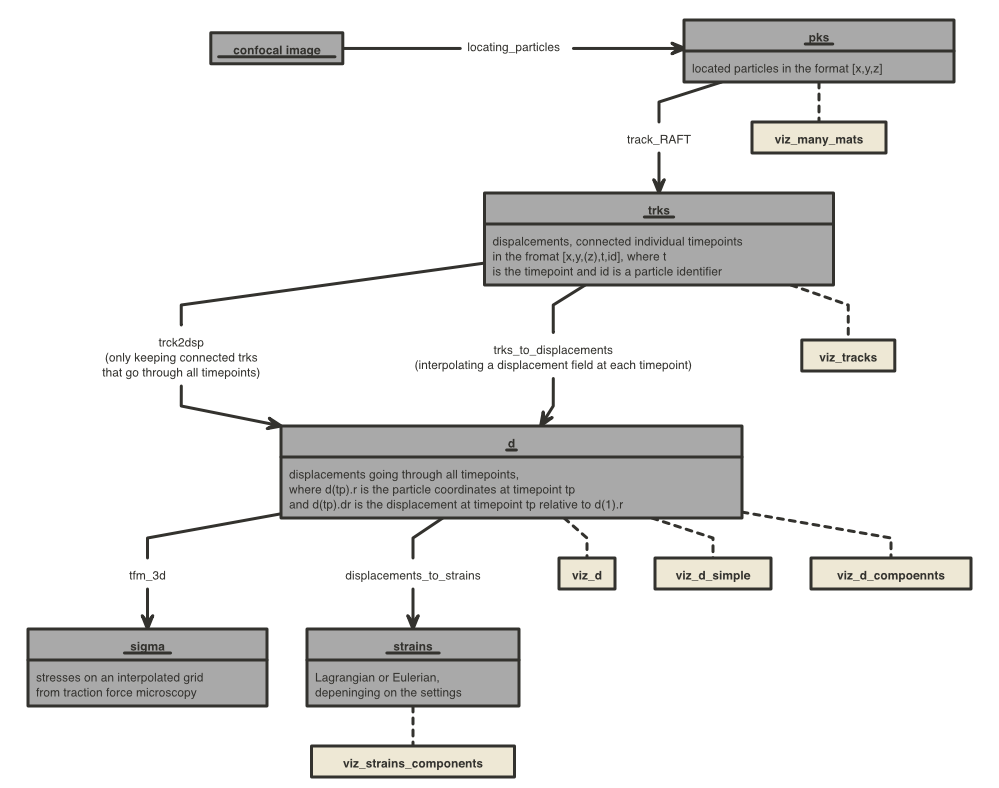 confocal image
locating_particles
pks
located particles in the format [x,y,z]
viz_many_mats
track_RAFT
trks
dispalcements, connected individual timepoints
in the fromat [x,y,(z),t,id], where t
is the timepoint and id is a particle identifier
viz_tracks
trck2dsp
(only keeping connected trks
that go through all timepoints)
trks_to_displacements
(interpolating a displacement field at each timepoint)
d
displacements going through all timepoints,
where d(tp).r is the particle coordinates at timepoint tp
and d(tp).dr is the displacement at timepoint tp relative to d(1).r
tfm_3d
displacements_to_strains
viz_d
viz_d_simple
viz_d_compoennts
sigma
stresses on an interpolated grid
from traction force microscopy
strains
Lagrangian or Eulerian,
depeninging on the settings
viz_strains_components